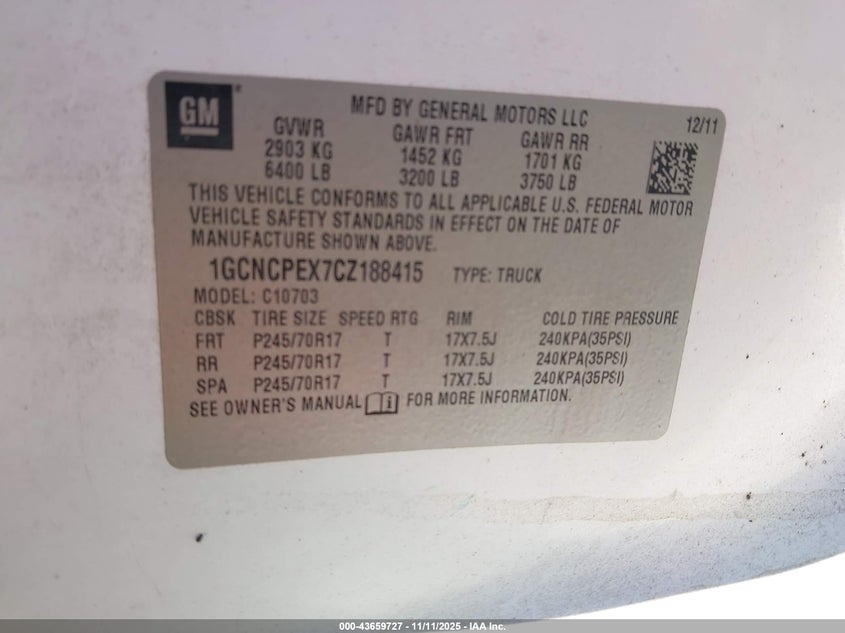 GM
MFD BY GENERAL MOTORS LLC
12/11
GVWR GAWR FRT GAWR RR
2903 KG 1452 KG 1701 KG
6400 LB 3200 LB 3750 LB
THIS VEHICLE CONFORMS TO ALL APPLICABLE U.S. FEDERAL MOTOR
VEHICLE SAFETY STANDARDS IN EFFECT ON THE DATE OF
MANUFACTURE SHOWN ABOVE.
1GCNCPEX7CZ188415 TYPE: TRUCK
MODEL: C10703
CBSK TIRE SIZE SPEED RTG RIM COLD TIRE PRESSURE
FRT P245/70R17 T 17X7.5J 240KPA(35PSI)
RR P245/70R17 T 17X7.5J 240KPA(35PSI)
SPA P245/70R17 T 17X7.5J 240KPA(35PSI)
SEE OWNER'S MANUAL i FOR MORE INFORMATION.
000-43659727 - 11/11/2025 - IAA Inc.